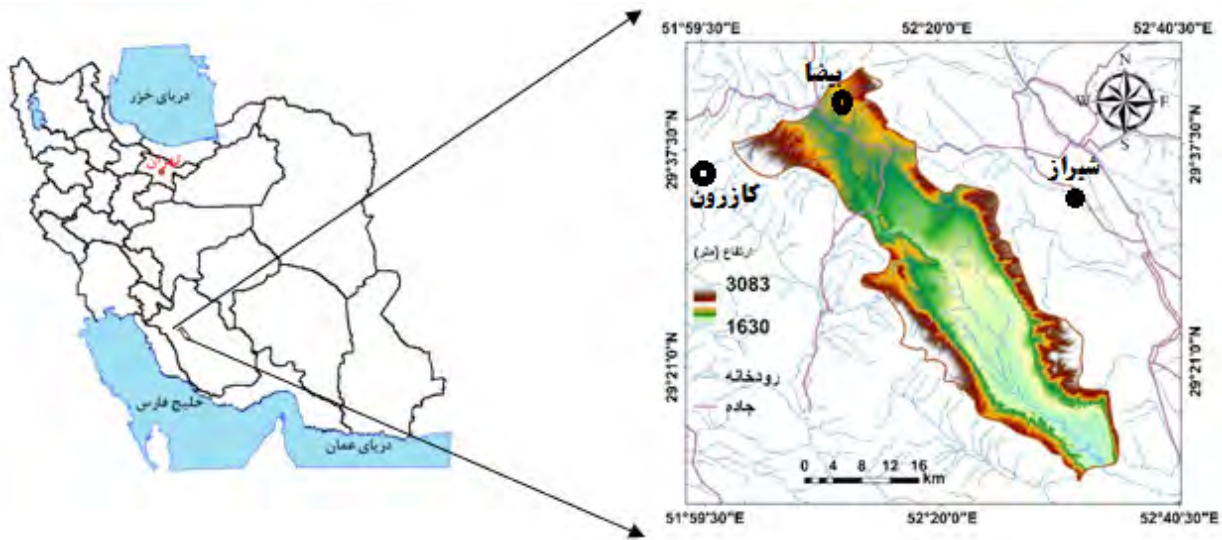 دریای خزر
تهران
خلیج فارس
دریای عمان
51°59'30"E
52°20'0"E
52°40'30"E
29°37'30"N
29°37'30"N
29°21'0"N
29°21'0"N
N
W
E
S
بیضا
شیراز
کازرون
ارتفاع (متر)
3083
1630
رودخانه
جاده
0 4 8 12 16
km
51°59'30"E
52°20'0"E
52°40'30"E